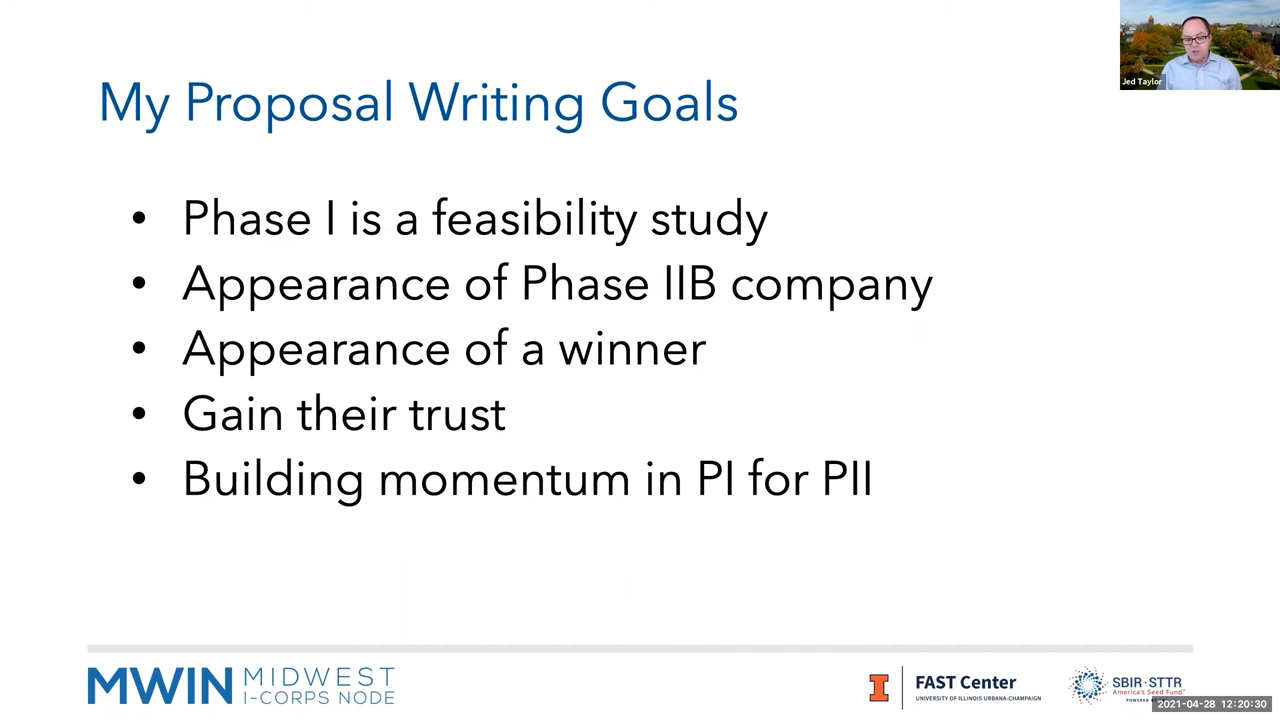 Jed Taylor
My Proposal Writing Goals
• Phase I is a feasibility study
• Appearance of Phase IIB company
• Appearance of a winner
• Gain their trust
• Building momentum in PI for PII
MWIN MIDWEST
I-CORPS NODE
I
FAST Center
UNIVERSITY OF ILLINOIS URBANA-CHAMPAIGN
SBIR·STTR
America's Seed Fund™
POWERED
2021-04-28 12:20:30